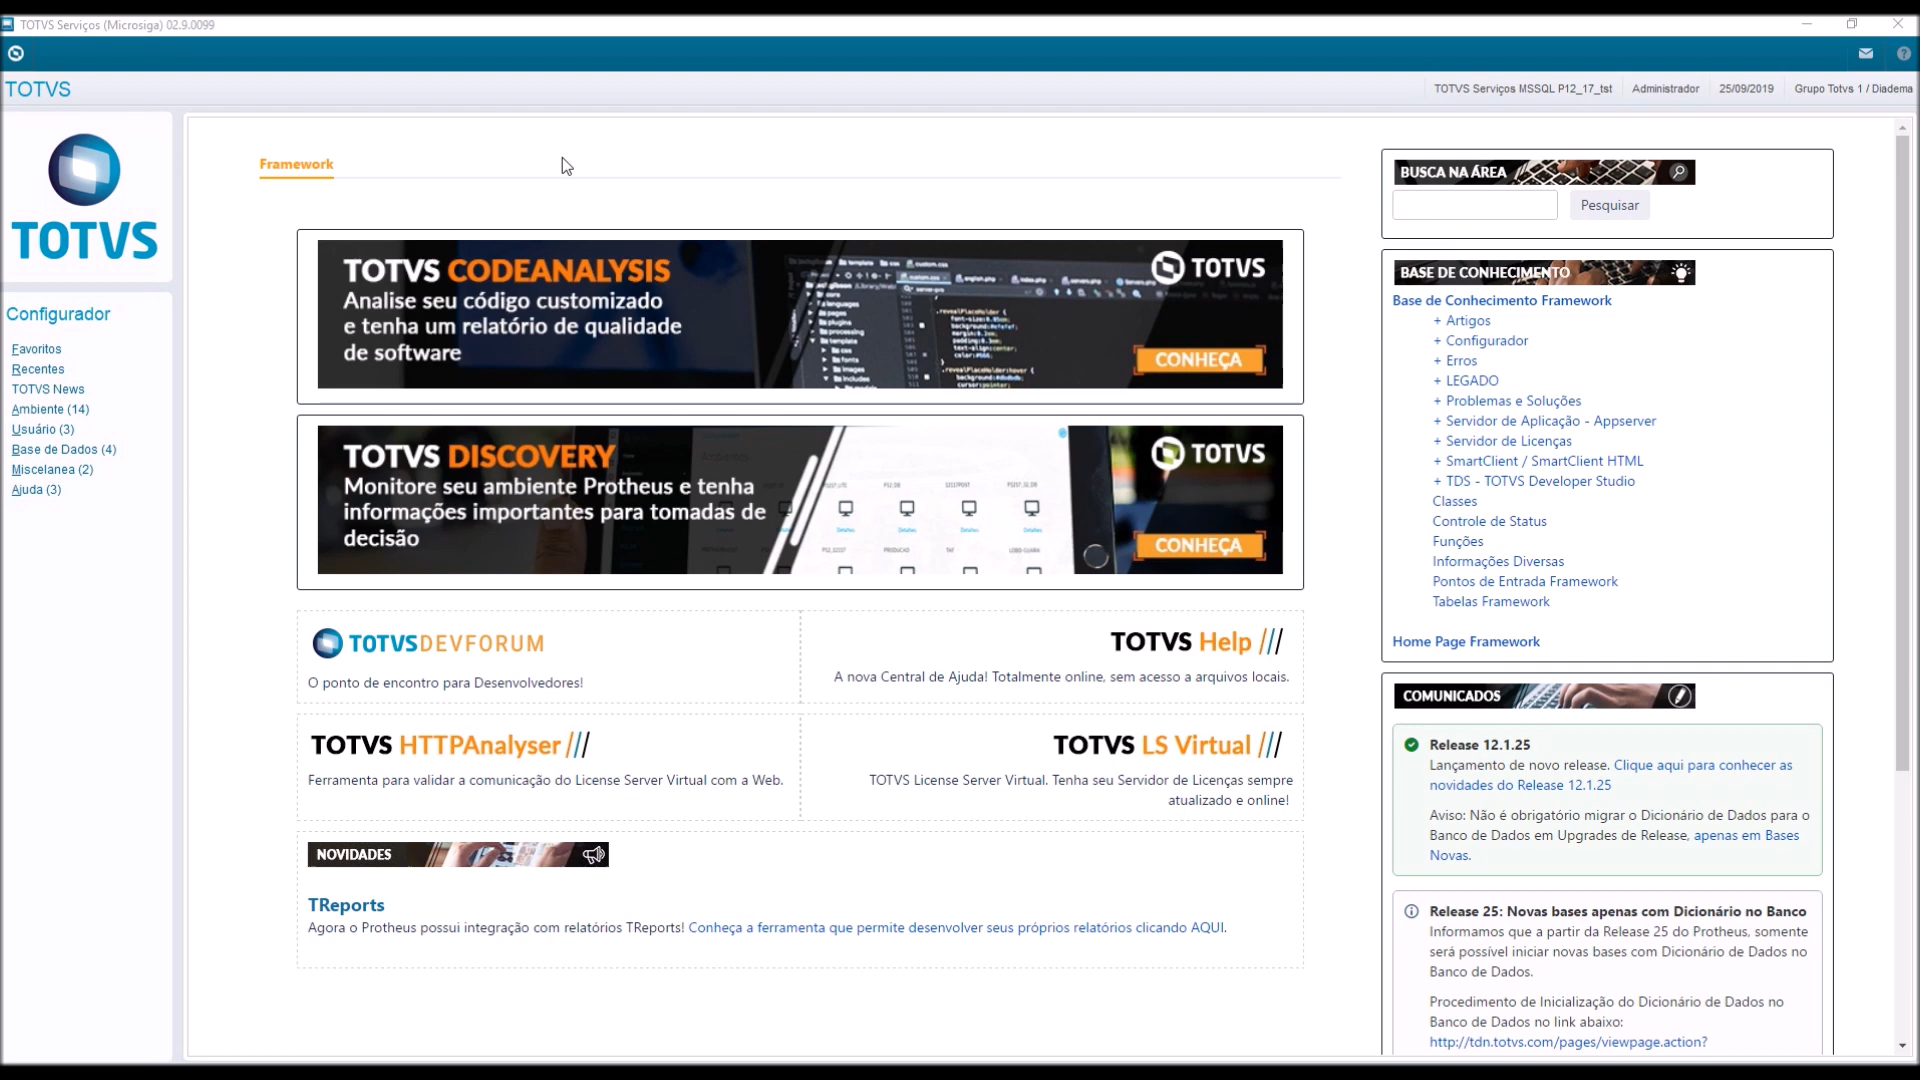 TOTVS Serviços (Microsiga) 02.9.0099
TOTVS
TOTVS Serviços MSSQL P12_17_tst
Administrador
25/09/2019
Grupo Totvs 1 / Diadema
TOTVS
Configurador
Favoritos
Recentes
TOTVS News
Ambiente (14)
Usuário (3)
Base de Dados (4)
Miscelanea (2)
Ajuda (3)
Framework
TOTVS CODEANALYSIS
Analise seu código customizado
e tenha um relatório de qualidade
de software
TOTVS
CONHEÇA
TOTVS DISCOVERY
Monitore seu ambiente Protheus e tenha
informações importantes para tomadas de
decisão
TOTVS
CONHEÇA
TOTVS DEVFORUM
O ponto de encontro para Desenvolvedores!
TOTVS Help ///
A nova Central de Ajuda! Totalmente online, sem acesso a arquivos locais.
TOTVS HTTPAnalyser ///
Ferramenta para validar a comunicação do License Server Virtual com a Web.
TOTVS LS Virtual ///
TOTVS License Server Virtual. Tenha seu Servidor de Licenças sempre
atualizado e online!
NOVIDADES
TReports
Agora o Protheus possui integração com relatórios TReports! Conheça a ferramenta que permite desenvolver seus próprios relatórios clicando AQUI.
BUSCA NA ÁREA
Pesquisar
BASE DE CONHECIMENTO
Base de Conhecimento Framework
+ Artigos
+ Configurador
+ Erros
+ LEGADO
+ Problemas e Soluções
+ Servidor de Aplicação - Appserver
+ Servidor de Licenças
+ SmartClient / SmartClient HTML
+ TDS - TOTVS Developer Studio
Classes
Controle de Status
Funções
Informações Diversas
Pontos de Entrada Framework
Tabelas Framework
Home Page Framework
COMUNICADOS
Release 12.1.25
Lançamento de novo release. Clique aqui para conhecer as
novidades do Release 12.1.25
Aviso: Não é obrigatório migrar o Dicionário de Dados para o
Banco de Dados em Upgrades de Release, apenas em Bases
Novas.
Release 25: Novas bases apenas com Dicionário no Banco
Informamos que a partir da Release 25 do Protheus, somente
será possível iniciar novas bases com Dicionário de Dados no
Banco de Dados.
Procedimento de Inicialização do Dicionário de Dados no
Banco de Dados no link abaixo:
http://tdn.totvs.com/pages/viewpage.action?